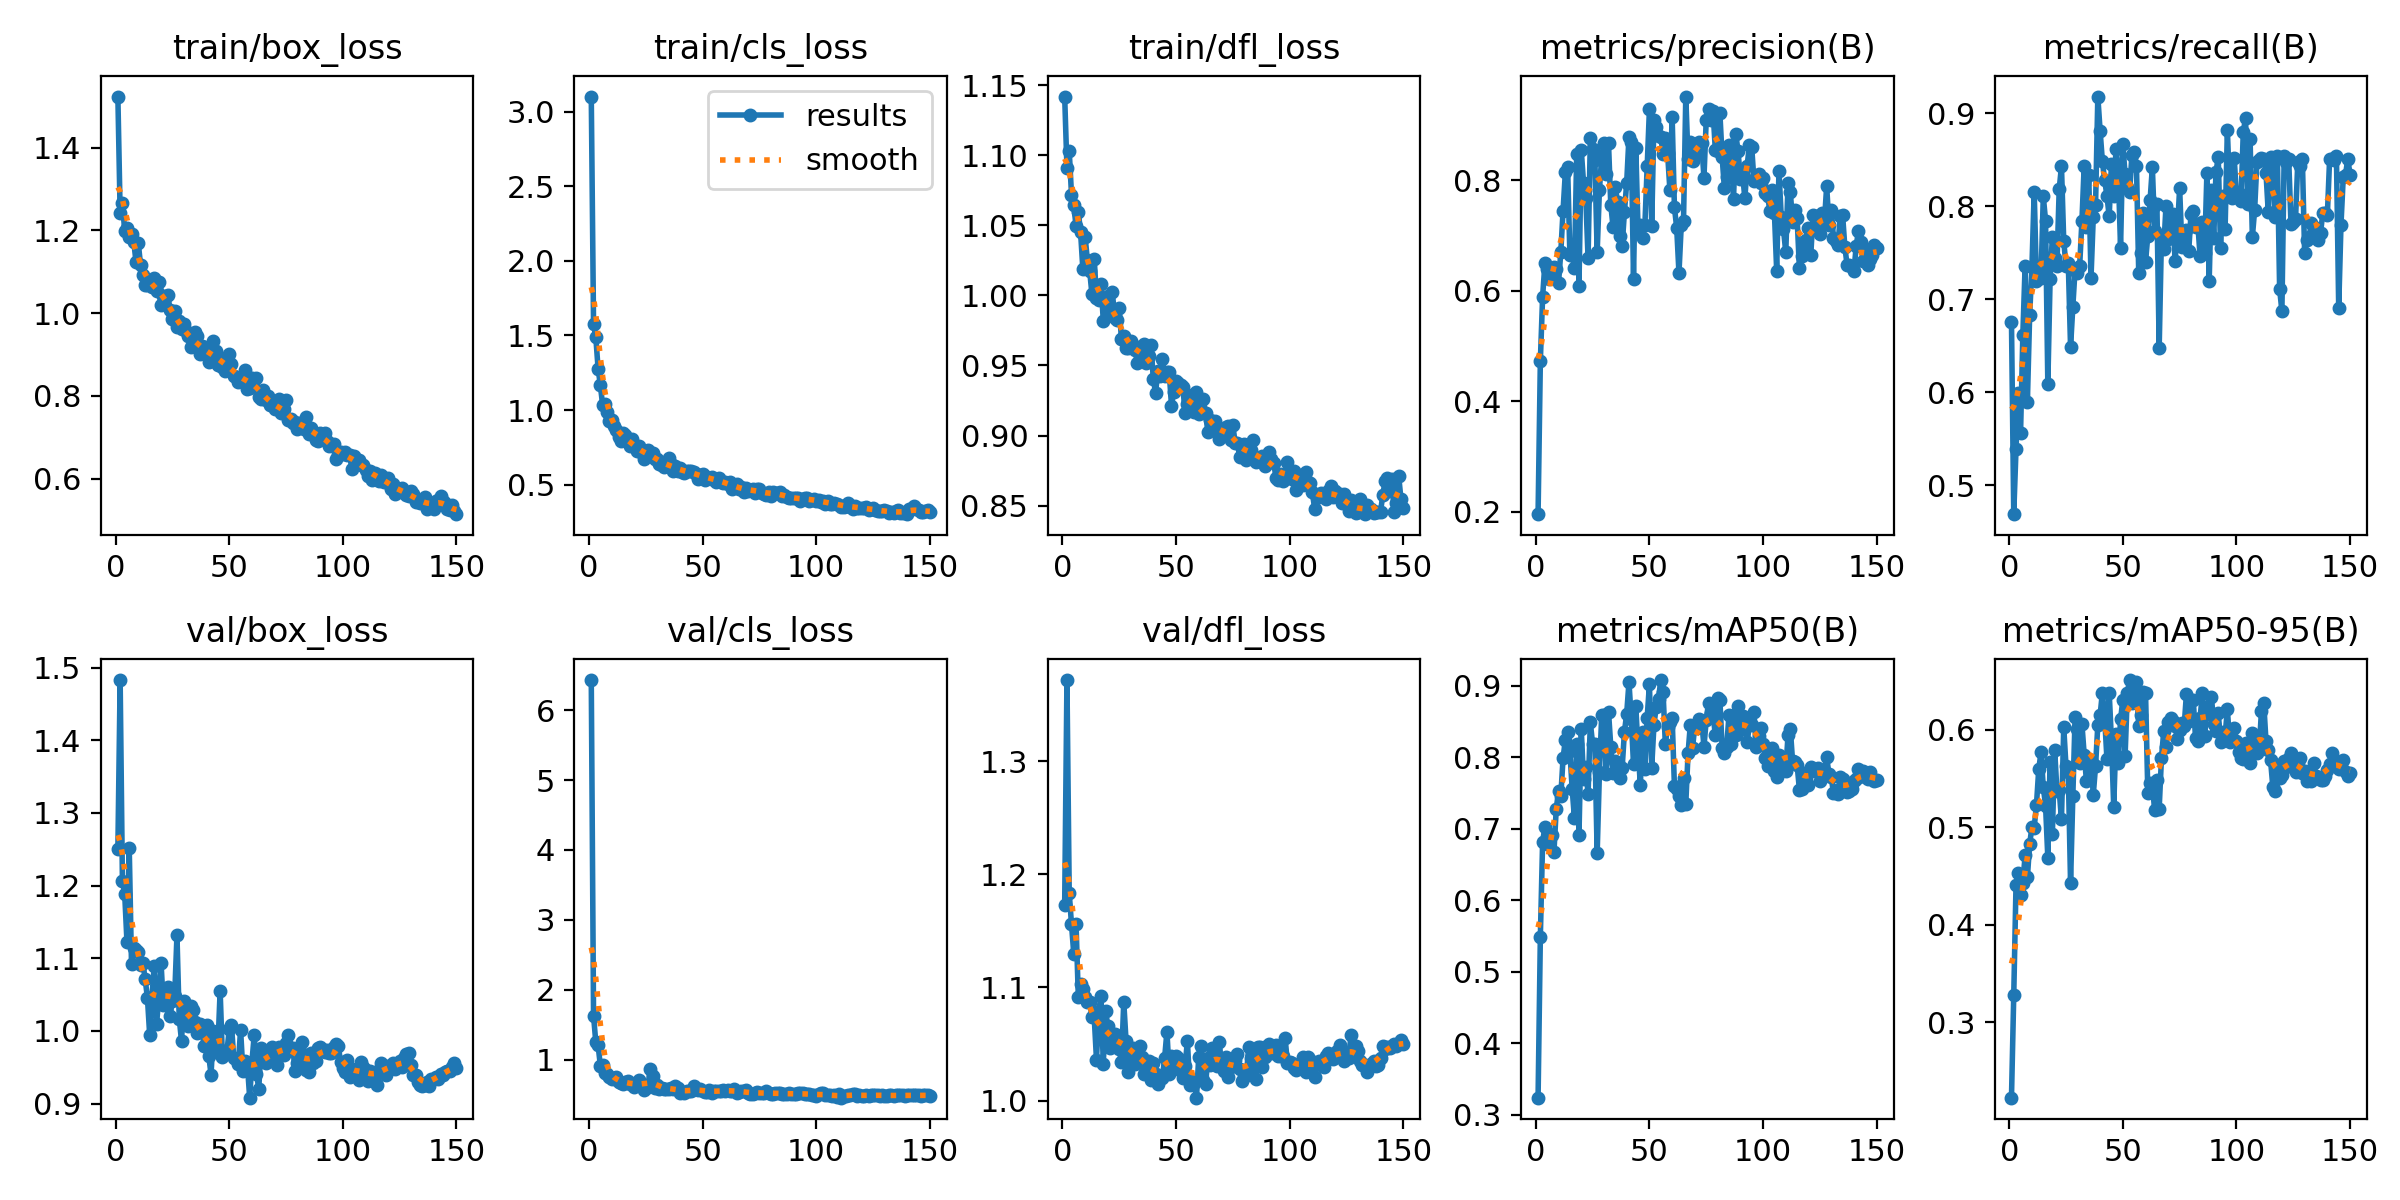 train/box_loss
1.4
1.2
1.0
0.8
0.6
0 50 100 150
train/cls_loss
results
smooth
3.0
2.5
2.0
1.5
1.0
0.5
0 50 100 150
train/dfl_loss
1.15
1.10
1.05
1.00
0.95
0.90
0.85
0 50 100 150
metrics/precision(B)
0.8
0.6
0.4
0.2
0 50 100 150
metrics/recall(B)
0.9
0.8
0.7
0.6
0.5
0 50 100 150
val/box_loss
1.5
1.4
1.3
1.2
1.1
1.0
0.9
0 50 100 150
val/cls_loss
6
5
4
3
2
1
0 50 100 150
val/dfl_loss
1.3
1.2
1.1
1.0
0 50 100 150
metrics/mAP50(B)
0.9
0.8
0.7
0.6
0.5
0.4
0.3
0 50 100 150
metrics/mAP50-95(B)
0.6
0.5
0.4
0.3
0 50 100 150